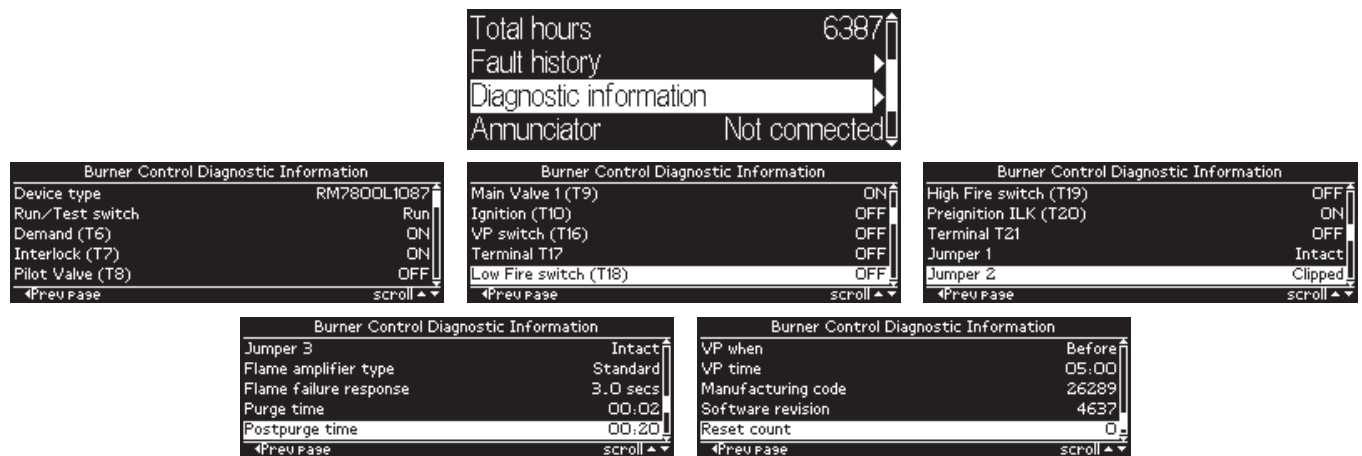 Total hours 6387
Fault history
Diagnostic information
Annunciator Not connected
Burner Control Diagnostic Information
Device type RM7800L1087
Run/Test switch Run
Demand (T6) ON
Interlock (T7) ON
Pilot Valve (T8) OFF
Prev page scroll
Burner Control Diagnostic Information
Main Valve 1 (T9) ON
Ignition (T10) OFF
VP switch (T16) OFF
Terminal T17
Low Fire switch (T18) OFF
Prev page scroll
Burner Control Diagnostic Information
High Fire switch (T19) OFF
Preignition ILK (T20) ON
Terminal T21 OFF
Jumper 1 Intact
Jumper 2 Clipped
Prev page scroll
Burner Control Diagnostic Information
Jumper 3 Intact
Flame amplifier type Standard
Flame failure response 3.0 secs
Purge time 00:02
Postpurge time 00:20
Prev page scroll
Burner Control Diagnostic Information
VP when Before
VP time 05:00
Manufacturing code 26289
Software revision 4637
Reset count 0
Prev page scroll